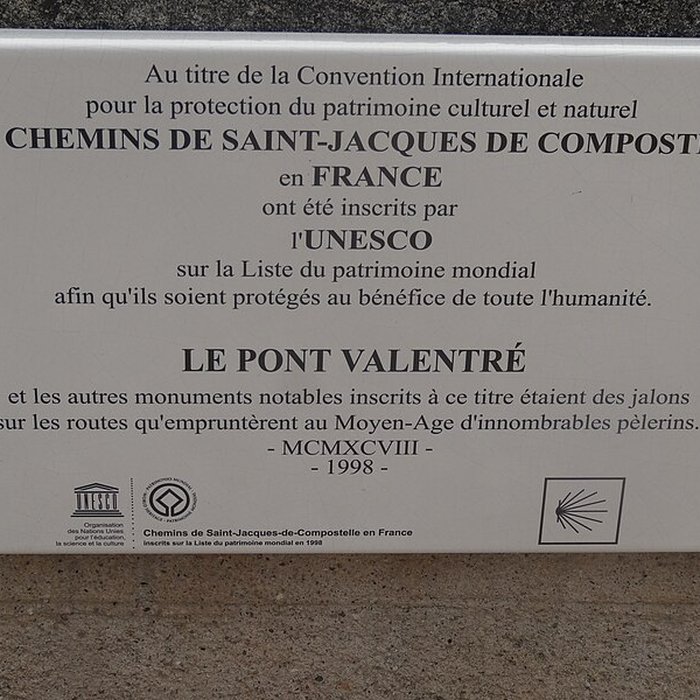 Au titre de la Convention Internationale
pour la protection du patrimoine culturel et naturel
CHEMINS DE SAINT-JACQUES DE COMPOST
en FRANCE
ont été inscrits par
l'UNESCO
sur la Liste du patrimoine mondial
afin qu'ils soient protégés au bénéfice de toute l'humanité.
LE PONT VALENTRÉ
et les autres monuments notables inscrits à ce titre étaient des jalons
sur les routes qu'empruntèrent au Moyen-Age d'innombrables pèlerins.
- MCMXCVIII -
- 1998 -
UNESCO
Organisation
des Nations Unies
pour l'éducation,
la science et la culture
Chemins de Saint-Jacques-de-Compostelle en France
inscrits sur la Liste du patrimoine mondial en 1998